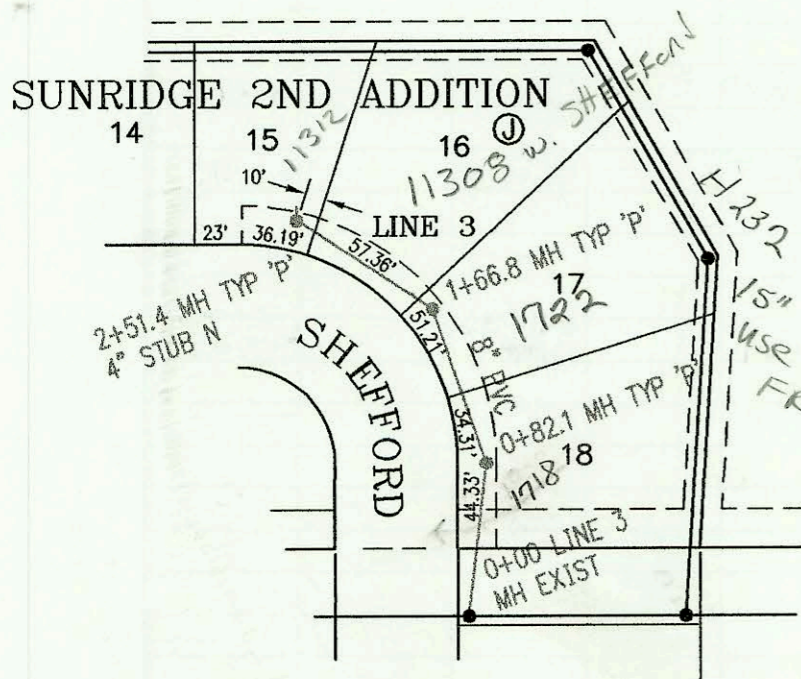 SUNRIDGE 2ND ADDITION
14
15
16
J
11312
11308 W. SHEFFORD
10'
LINE 3
H232
23'
36.19'
57.36'
1+66.8 MH TYP 'P'
17
1722
15"
USE
2+51.4 MH TYP 'P'
4" STUB N
51.21'
8" PVC
SHEFFORD
34.31'
0+82.1 MH TYP 'P'
18
1718
44.33'
0+00 LINE 3
MH EXIST